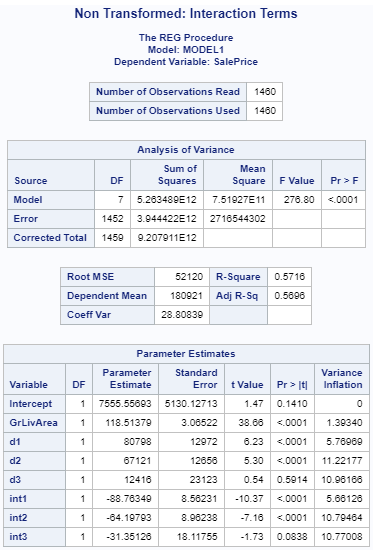 Non Transformed: Interaction Terms
The REG Procedure
Model: MODEL1
Dependent Variable: SalePrice
Number of Observations Read 1460
Number of Observations Used 1460
Analysis of Variance
Source DF Sum of Squares Mean Square F Value Pr > F
Model 7 5.263489E12 7.51927E11 276.80 <.0001
Error 1452 3.944422E12 2716544302
Corrected Total 1459 9.207911E12
Root MSE 52120 R-Square 0.5716
Dependent Mean 180921 Adj R-Sq 0.5696
Coeff Var 28.80839
Parameter Estimates
Variable DF Parameter Estimate Standard Error t Value Pr > |t| Variance Inflation
Intercept 1 7555.55693 5130.12713 1.47 0.1410 0
GrLivArea 1 118.51379 3.06522 38.66 <.0001 1.39340
d1 1 80798 12972 6.23 <.0001 5.76969
d2 1 67121 12656 5.30 <.0001 11.22177
d3 1 12416 23123 0.54 0.5914 10.96166
int1 1 -88.76349 8.56231 -10.37 <.0001 5.66126
int2 1 -64.19793 8.96238 -7.16 <.0001 10.79464
int3 1 -31.35126 18.11755 -1.73 0.0838 10.77008